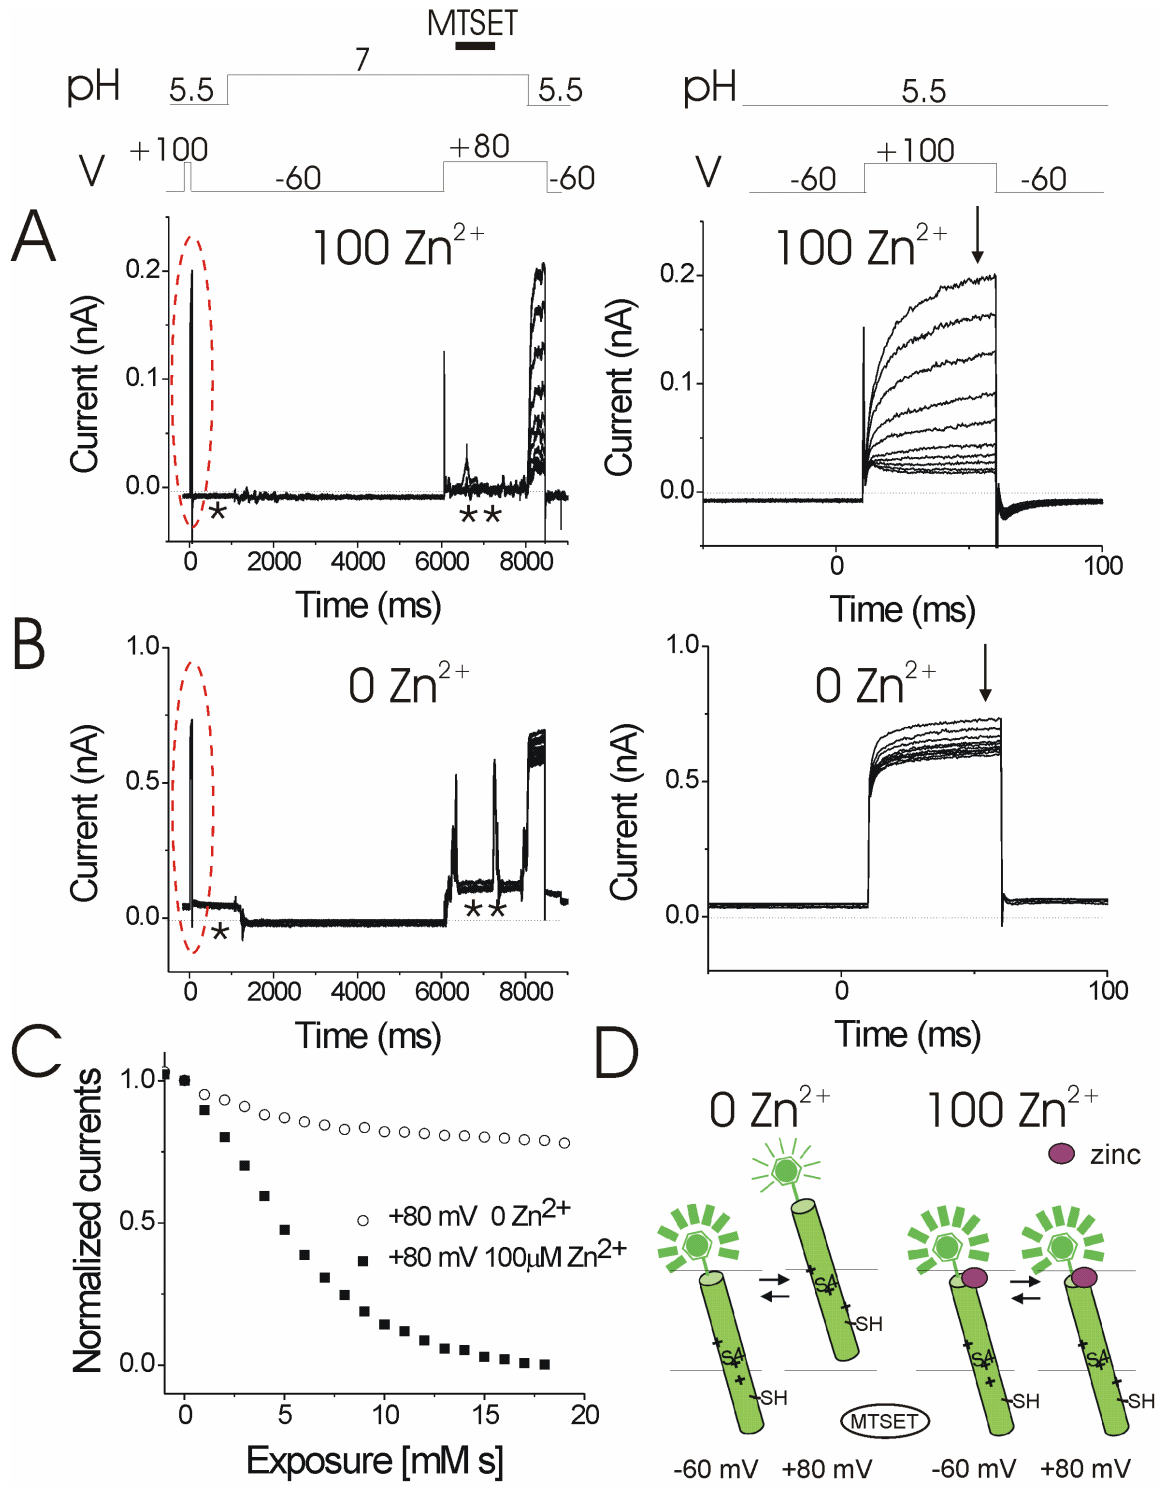 MTSET
pH 5.5 7 5.5
pH 5.5
V +100 -60 +80 -60
V -60 +100 -60
A
100 Zn2+
Current (nA)
0.2
0.1
0.0
*
* *
0 2000 4000 6000 8000
Time (ms)
100 Zn2+
Current (nA)
0.2
0.1
0.0
0 100
Time (ms)
B
0 Zn2+
Current (nA)
1.0
0.5
0.0
*
* *
0 2000 4000 6000 8000
Time (ms)
0 Zn2+
Current (nA)
1.0
0.5
0.0
0 100
Time (ms)
C
Normalized currents
1.0
0.5
0.0
+80 mV 0 Zn2+
+80 mV 100µM Zn2+
0 5 10 15 20
Exposure [mM s]
D
0 Zn2+ 100 Zn2+
zinc
S4 SH
S4 SH
S4 SH
S4 SH
MTSET
-60 mV +80 mV -60 mV +80 mV